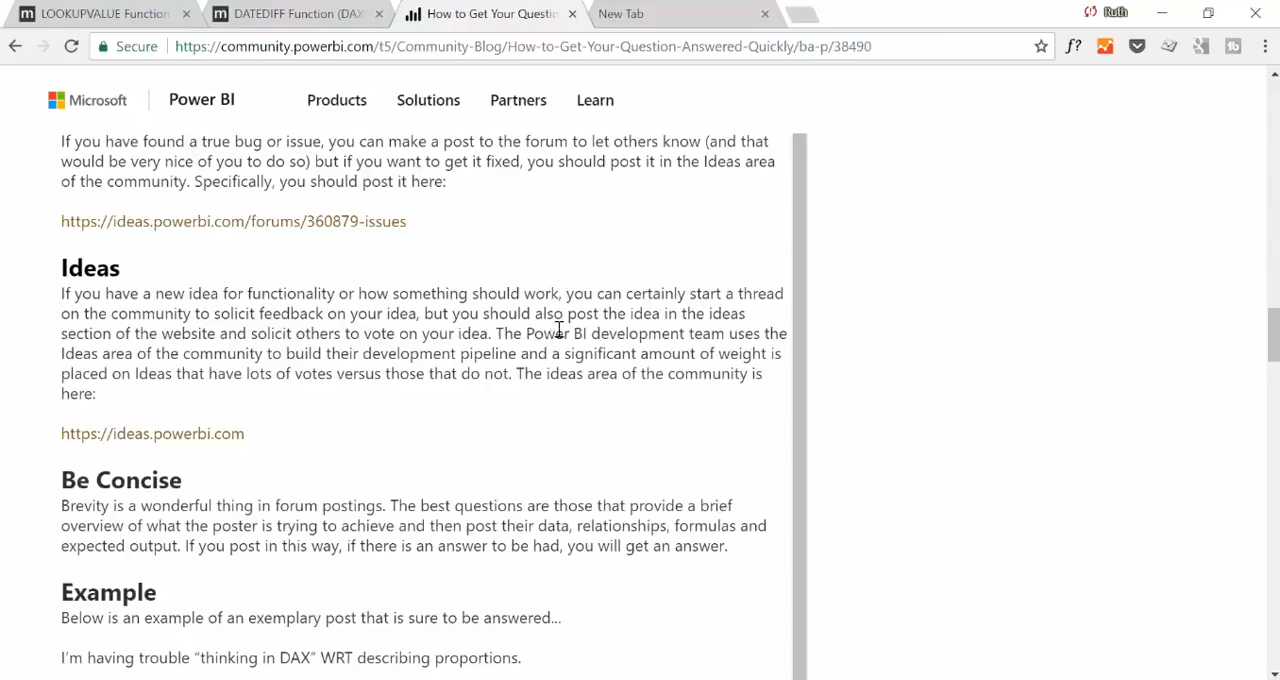 LOOKUPVALUE Function
DATEDIFF Function (DAX
How to Get Your Questio
New Tab
Ruth
Secure
https://community.powerbi.com/t5/Community-Blog/How-to-Get-Your-Question-Answered-Quickly/ba-p/38490
f?
Microsoft
Power BI
Products
Solutions
Partners
Learn
If you have found a true bug or issue, you can make a post to the forum to let others know (and that
would be very nice of you to do so) but if you want to get it fixed, you should post it in the Ideas area
of the community. Specifically, you should post it here:
https://ideas.powerbi.com/forums/360879-issues
Ideas
If you have a new idea for functionality or how something should work, you can certainly start a thread
on the community to solicit feedback on your idea, but you should also post the idea in the ideas
section of the website and solicit others to vote on your idea. The Power BI development team uses the
Ideas area of the community to build their development pipeline and a significant amount of weight is
placed on Ideas that have lots of votes versus those that do not. The ideas area of the community is
here:
https://ideas.powerbi.com
Be Concise
Brevity is a wonderful thing in forum postings. The best questions are those that provide a brief
overview of what the poster is trying to achieve and then post their data, relationships, formulas and
expected output. If you post in this way, if there is an answer to be had, you will get an answer.
Example
Below is an example of an exemplary post that is sure to be answered...
I'm having trouble “thinking in DAX” WRT describing proportions.